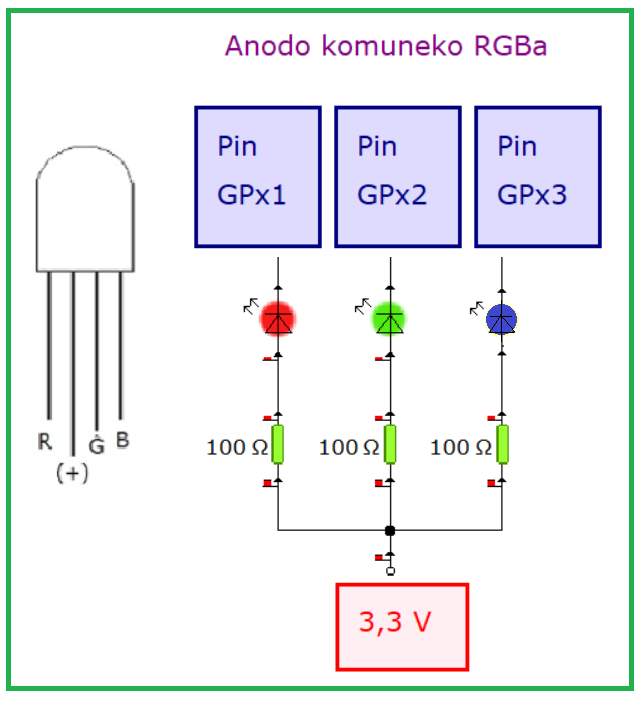 Anodo komuneko RGBa
Pin
GPx1
Pin
GPx2
Pin
GPx3
R
(+)
G
B
100 Ω
100 Ω
100 Ω
3,3 V